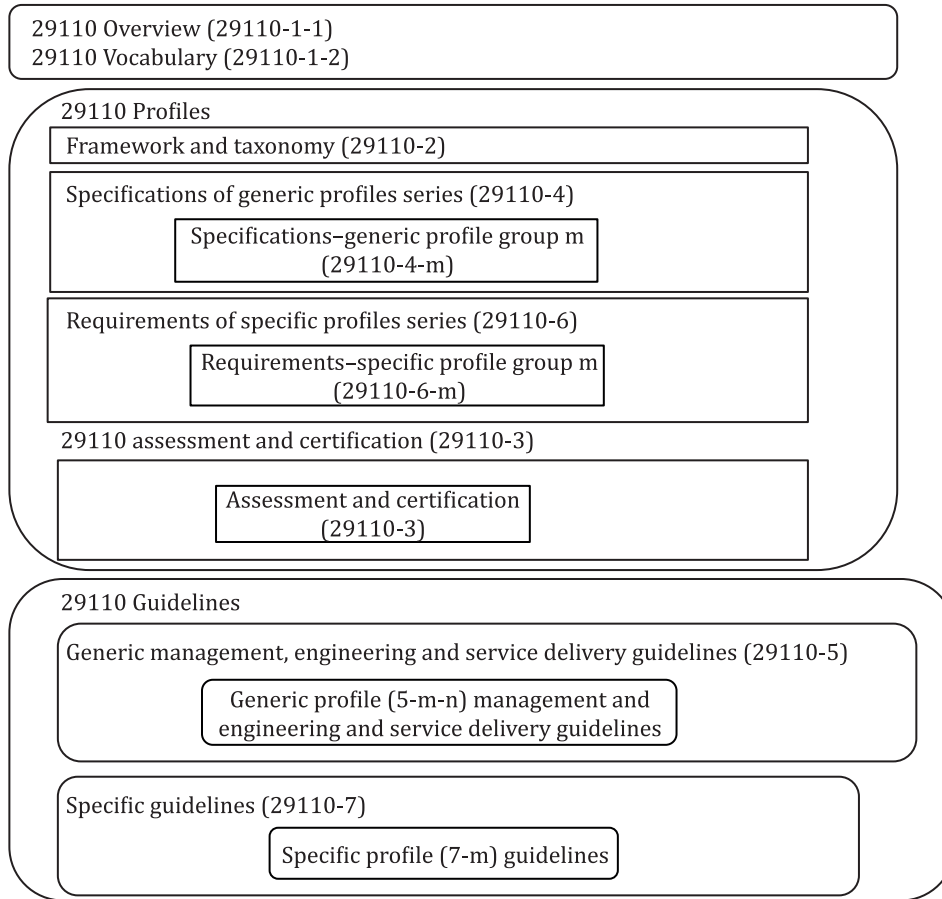 29110 Overview (29110-1-1)
29110 Vocabulary (29110-1-2)
29110 Profiles
Framework and taxonomy (29110-2)
Specifications of generic profiles series (29110-4)
Specifications–generic profile group m
(29110-4-m)
Requirements of specific profiles series (29110-6)
Requirements–specific profile group m
(29110-6-m)
29110 assessment and certification (29110-3)
Assessment and certification
(29110-3)
29110 Guidelines
Generic management, engineering and service delivery guidelines (29110-5)
Generic profile (5-m-n) management and
engineering and service delivery guidelines
Specific guidelines (29110-7)
Specific profile (7-m) guidelines